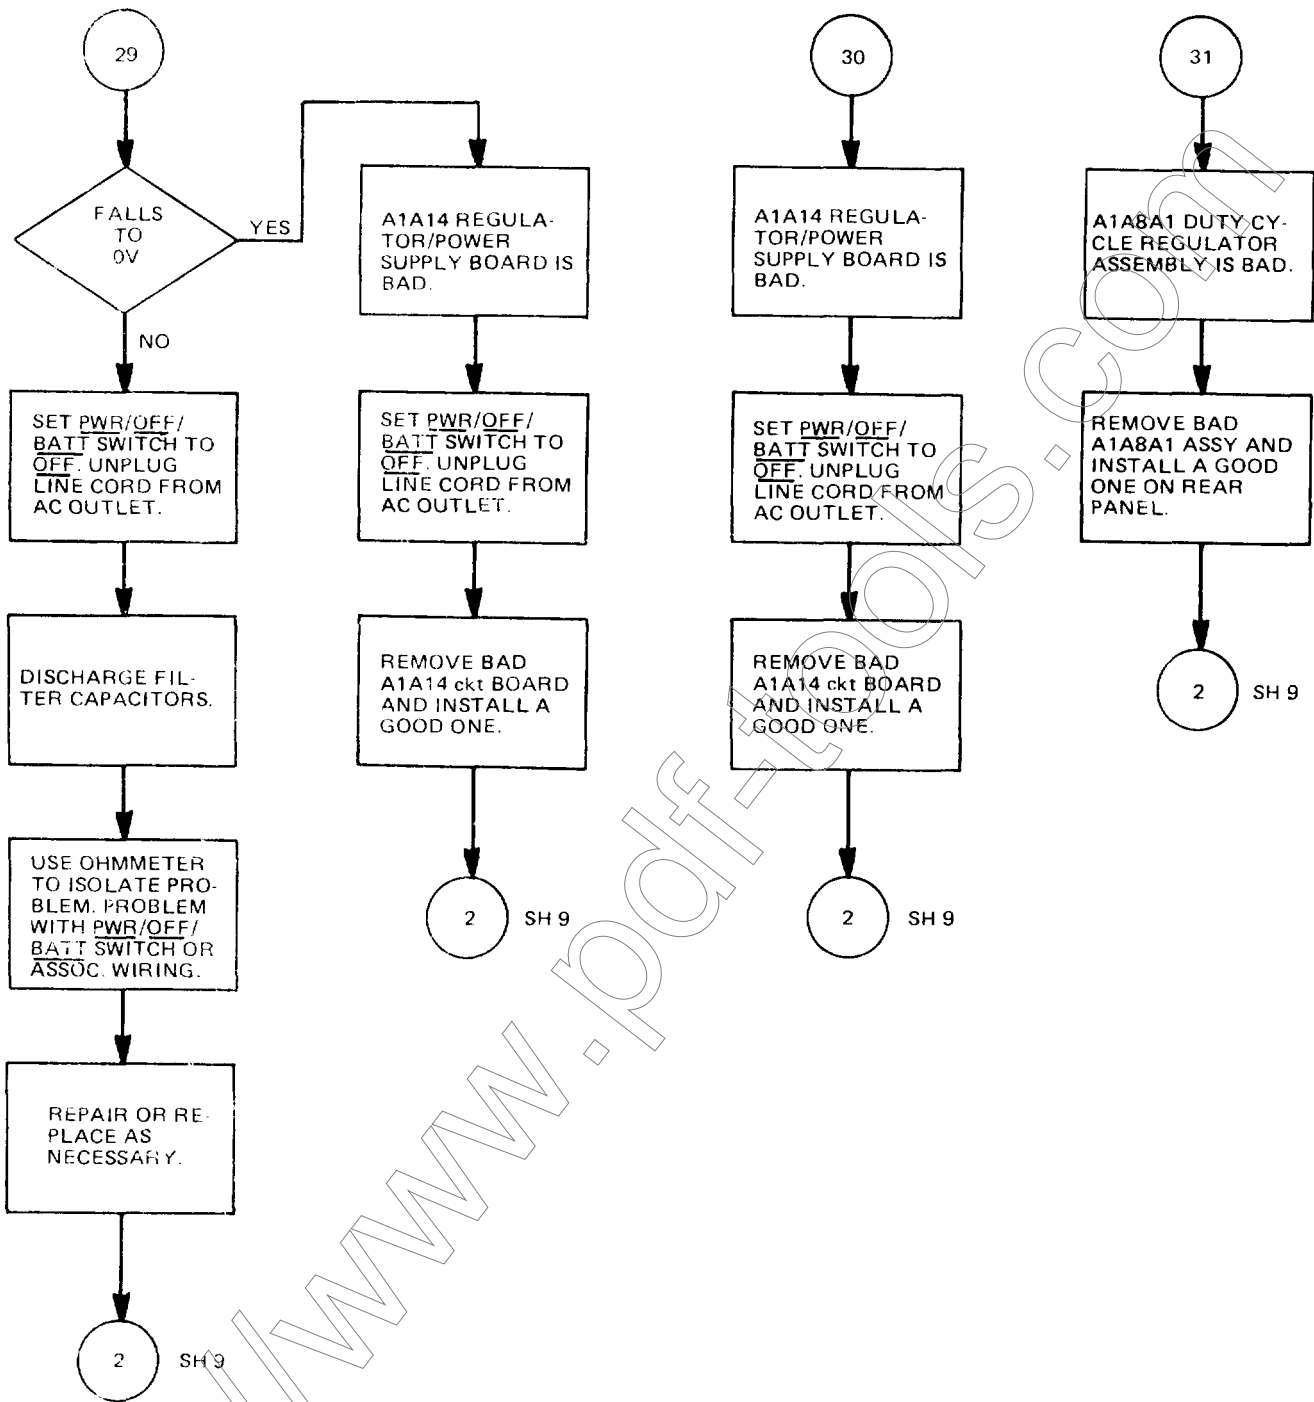 29
FALLS
TO
0V
YES
NO
SET PWR/OFF/
BATT SWITCH TO
OFF. UNPLUG
LINE CORD FROM
AC OUTLET.
DISCHARGE FIL-
TER CAPACITORS.
USE OHMMETER
TO ISOLATE PRO-
BLEM. PROBLEM
WITH PWR/OFF/
BATT SWITCH OR
ASSOC. WIRING.
REPAIR OR RE-
PLACE AS
NECESSARY.
2
SH 9
A1A14 REGULA-
TOR/POWER
SUPPLY BOARD IS
BAD.
SET PWR/OFF/
BATT SWITCH TO
OFF. UNPLUG
LINE CORD FROM
AC OUTLET.
REMOVE BAD
A1A14 ckt BOARD
AND INSTALL A
GOOD ONE.
2
SH 9
30
A1A14 REGULA-
TOR/POWER
SUPPLY BOARD IS
BAD.
SET PWR/OFF/
BATT SWITCH TO
OFF. UNPLUG
LINE CORD FROM
AC OUTLET.
REMOVE BAD
A1A14 ckt BOARD
AND INSTALL A
GOOD ONE.
2
SH 9
31
A1A8A1 DUTY CY-
CLE REGULATOR
ASSEMBLY IS BAD.
REMOVE BAD
A1A8A1 ASSY AND
INSTALL A GOOD
ONE ON REAR
PANEL.
2
SH 9
//www.pdf-tools.com